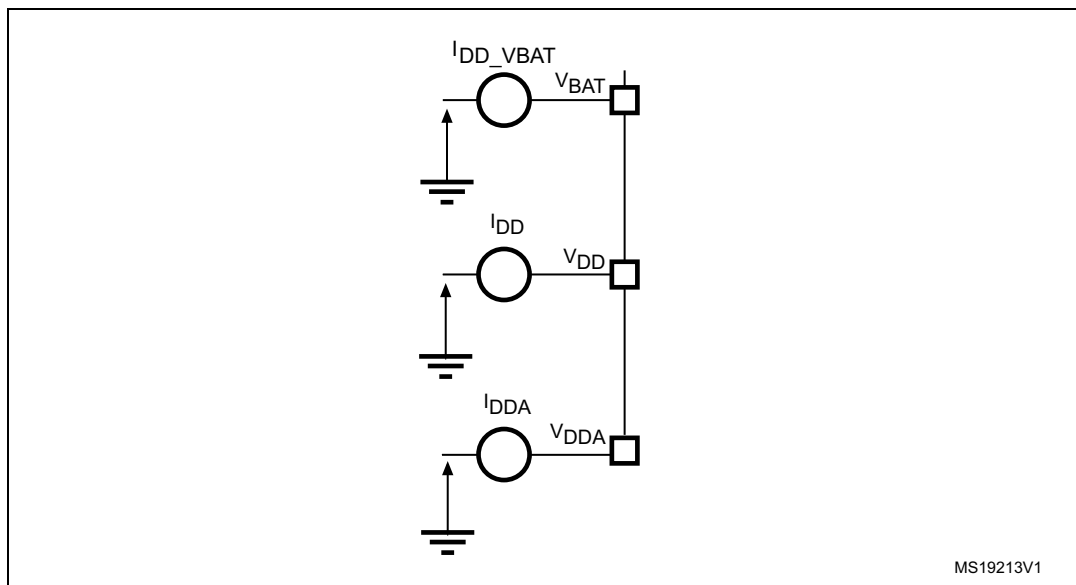 IDD_VBAT
VBAT
IDD
VDD
IDDA
VDDA
MS19213V1